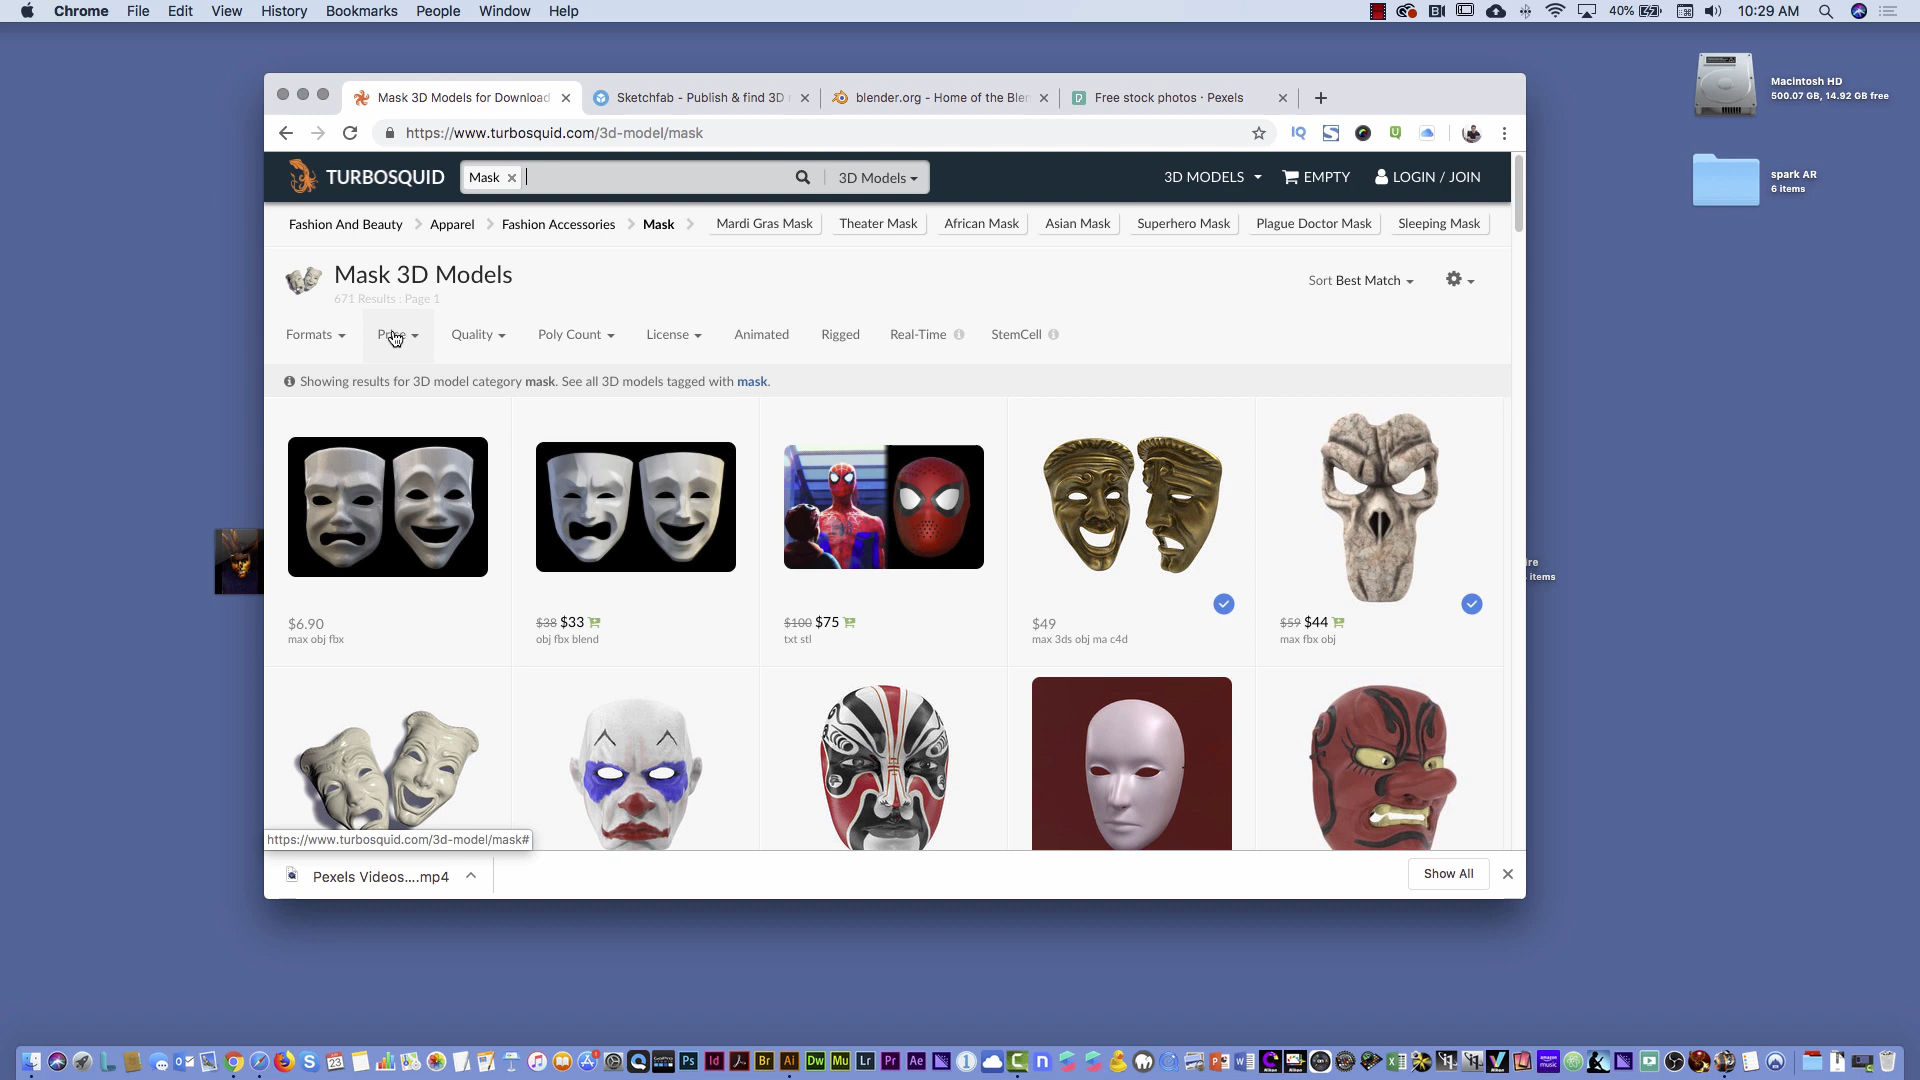 Chrome File Edit View History Bookmarks People Window Help
40% 10:29 AM
Macintosh HD
500.07 GB, 14.92 GB free
spark AR
6 items
Mask 3D Models for Download
Sketchfab - Publish & find 3D
blender.org - Home of the Blen
Free stock photos · Pexels
https://www.turbosquid.com/3d-model/mask
TURBOSQUID
Mask
3D Models
3D MODELS
EMPTY
LOGIN / JOIN
Fashion And Beauty
Apparel
Fashion Accessories
Mask
Mardi Gras Mask
Theater Mask
African Mask
Asian Mask
Superhero Mask
Plague Doctor Mask
Sleeping Mask
Mask 3D Models
671 Results : Page 1
Sort Best Match
Formats
Quality
Poly Count
License
Animated
Rigged
Real-Time
StemCell
Showing results for 3D model category mask. See all 3D models tagged with mask.
$6.90
max obj fbx
$38 $33
obj fbx blend
$100 $75
txt stl
$49
max 3ds obj ma c4d
$59 $44
max fbx obj
items
https://www.turbosquid.com/3d-model/mask#
Pexels Videos....mp4
Show All